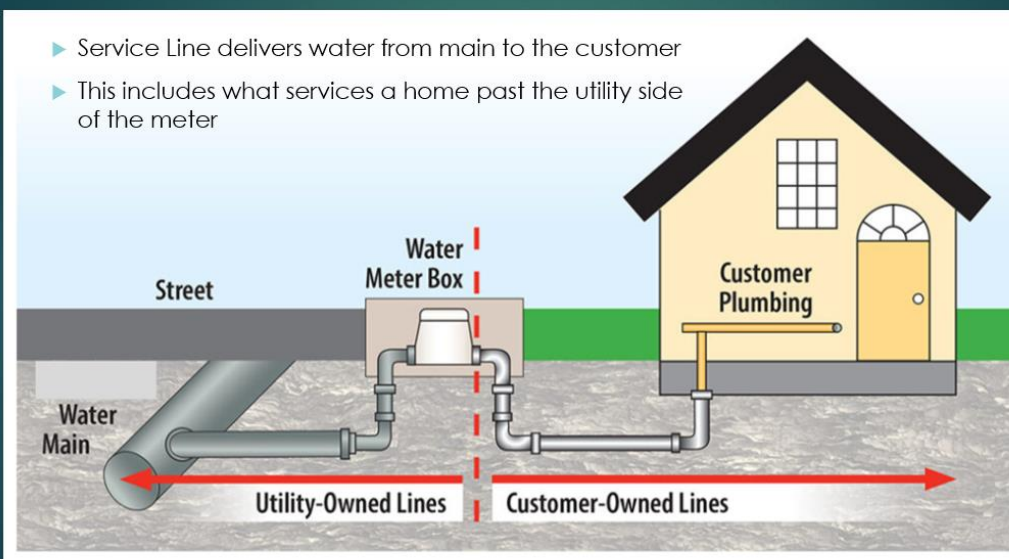 Service Line delivers water from main to the customer
This includes what services a home past the utility side
of the meter
Water
Meter Box
Street
Customer
Plumbing
Water
Main
Utility-Owned Lines
Customer-Owned Lines